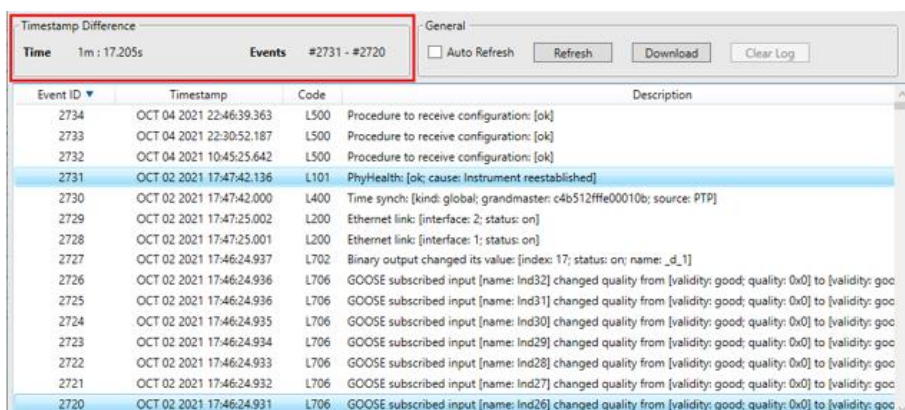 Timestamp Difference
Time 1m : 17.205s Events #2731 - #2720
General
Auto Refresh Refresh Download Clear Log
Event ID ▼ Timestamp Code Description
2734 OCT 04 2021 22:46:39.363 L500 Procedure to receive configuration: [ok]
2733 OCT 04 2021 22:30:52.187 L500 Procedure to receive configuration: [ok]
2732 OCT 04 2021 10:45:25.642 L500 Procedure to receive configuration: [ok]
2731 OCT 02 2021 17:47:42.136 L101 PhyHealth: [ok; cause: Instrument reestablished]
2730 OCT 02 2021 17:47:42.000 L400 Time synch: [kind: global; grandmaster: c4b512fffe00010b; source: PTP]
2729 OCT 02 2021 17:47:25.002 L200 Ethernet link: [interface: 2; status: on]
2728 OCT 02 2021 17:47:25.001 L200 Ethernet link: [interface: 1; status: on]
2727 OCT 02 2021 17:46:24.937 L702 Binary output changed its value: [index: 17; status: on; name: _d_1]
2726 OCT 02 2021 17:46:24.936 L706 GOOSE subscribed input [name: Ind32] changed quality from [validity: good; quality: 0x0] to [validity: goo
2725 OCT 02 2021 17:46:24.936 L706 GOOSE subscribed input [name: Ind31] changed quality from [validity: good; quality: 0x0] to [validity: goo
2724 OCT 02 2021 17:46:24.935 L706 GOOSE subscribed input [name: Ind30] changed quality from [validity: good; quality: 0x0] to [validity: goo
2723 OCT 02 2021 17:46:24.934 L706 GOOSE subscribed input [name: Ind29] changed quality from [validity: good; quality: 0x0] to [validity: goo
2722 OCT 02 2021 17:46:24.933 L706 GOOSE subscribed input [name: Ind28] changed quality from [validity: good; quality: 0x0] to [validity: goo
2721 OCT 02 2021 17:46:24.932 L706 GOOSE subscribed input [name: Ind27] changed quality from [validity: good; quality: 0x0] to [validity: goo
2720 OCT 02 2021 17:46:24.931 L706 GOOSE subscribed input [name: Ind26] changed quality from [validity: good; quality: 0x0] to [validity: goo